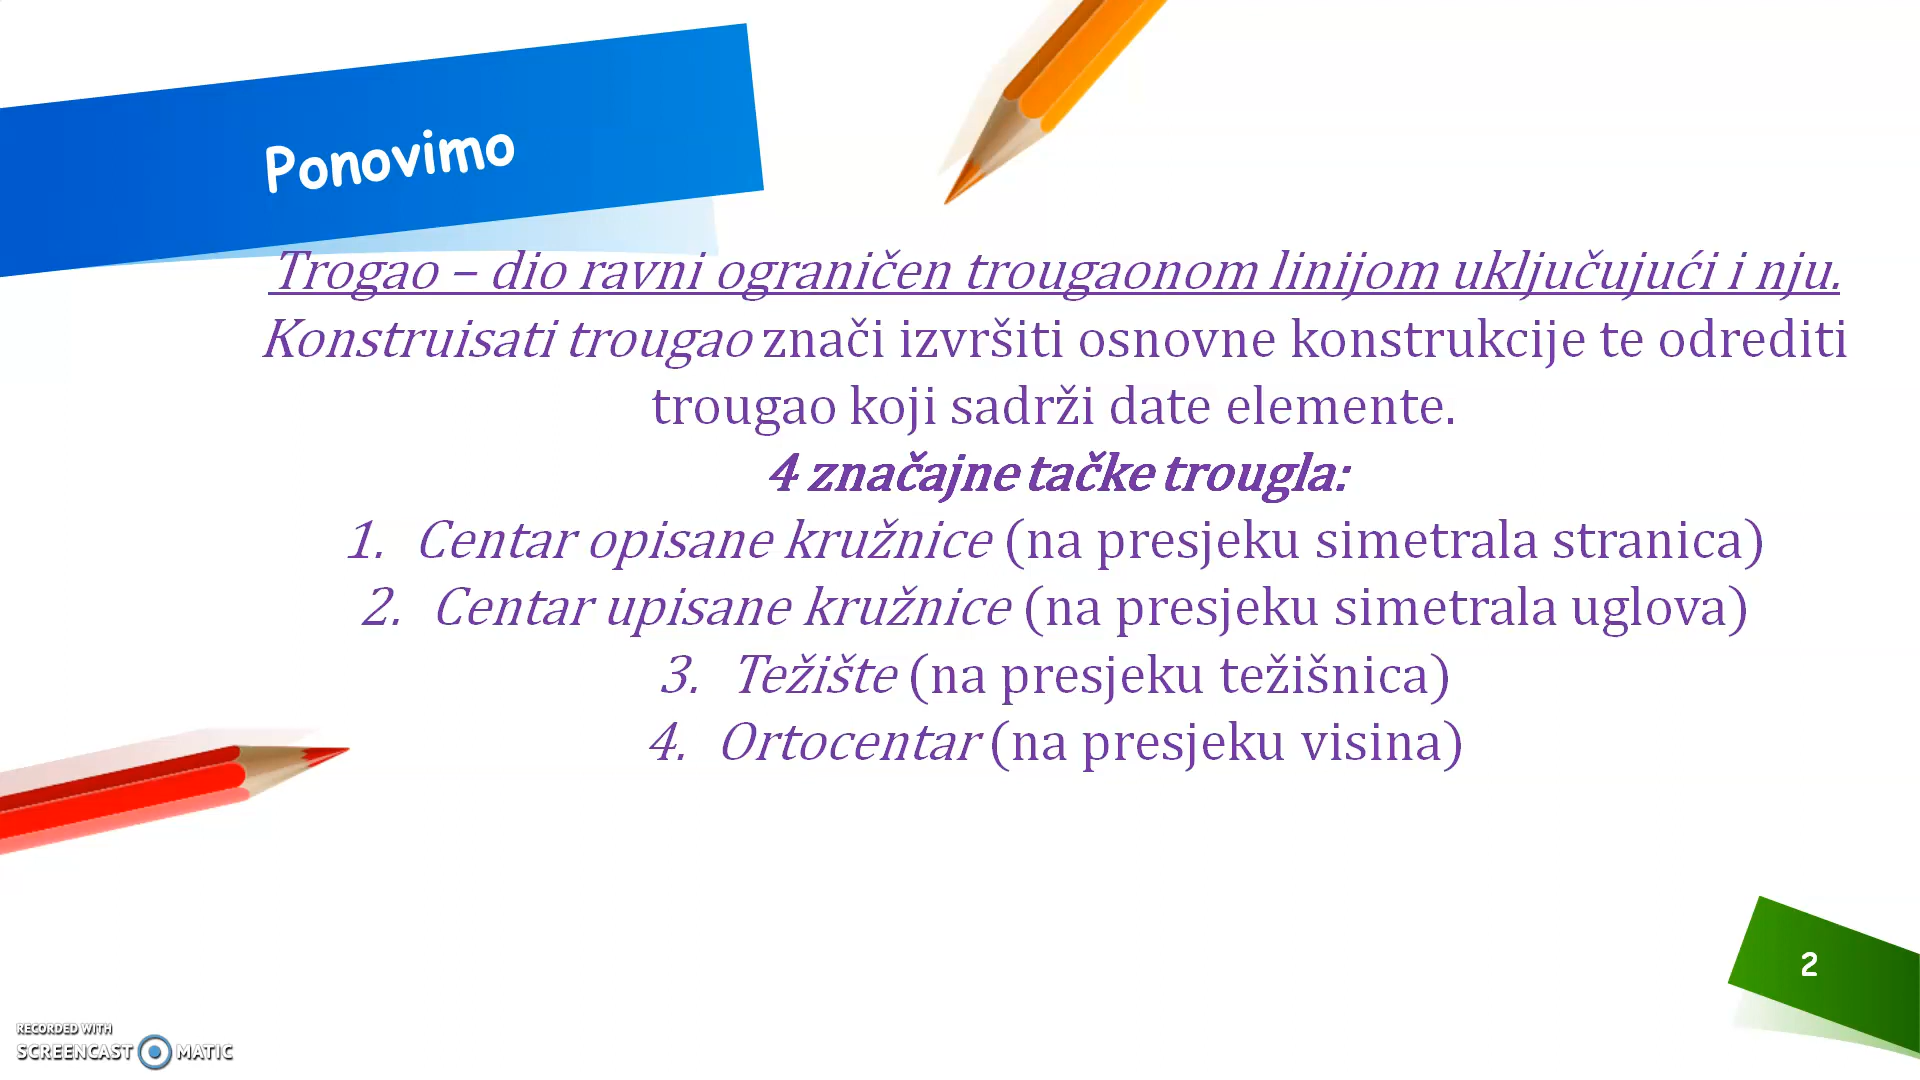 Ponovimo
Trogao – dio ravni ograničen trougaonom linijom uključujući i nju.
Konstruisati trougao znači izvršiti osnovne konstrukcije te odrediti
trougao koji sadrži date elemente.
4 značajne tačke trougla:
1. Centar opisane kružnice (na presjeku simetrala stranica)
2. Centar upisane kružnice (na presjeku simetrala uglova)
3. Težište (na presjeku težišnica)
4. Ortocentar (na presjeku visina)
2
RECORDED WITH
SCREENCAST MATIC